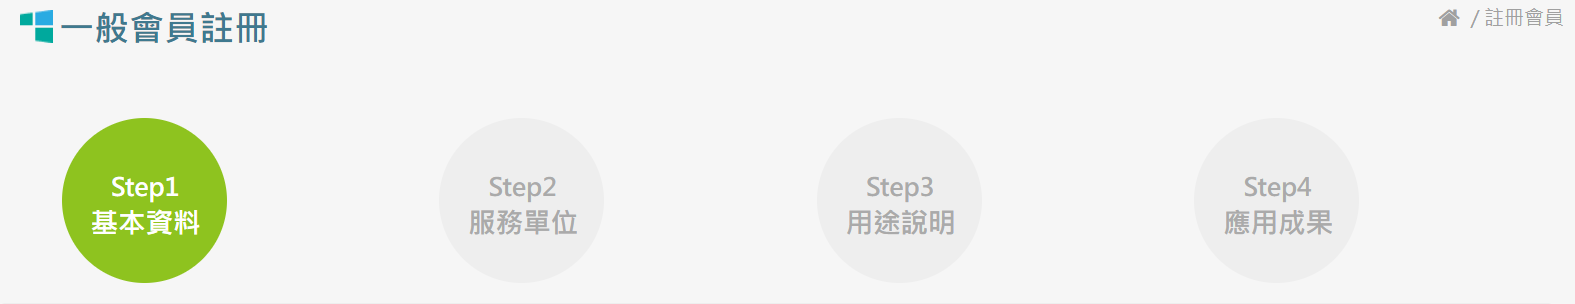 一般會員註冊
/ 註冊會員
Step1
基本資料
Step2
服務單位
Step3
用途說明
Step4
應用成果